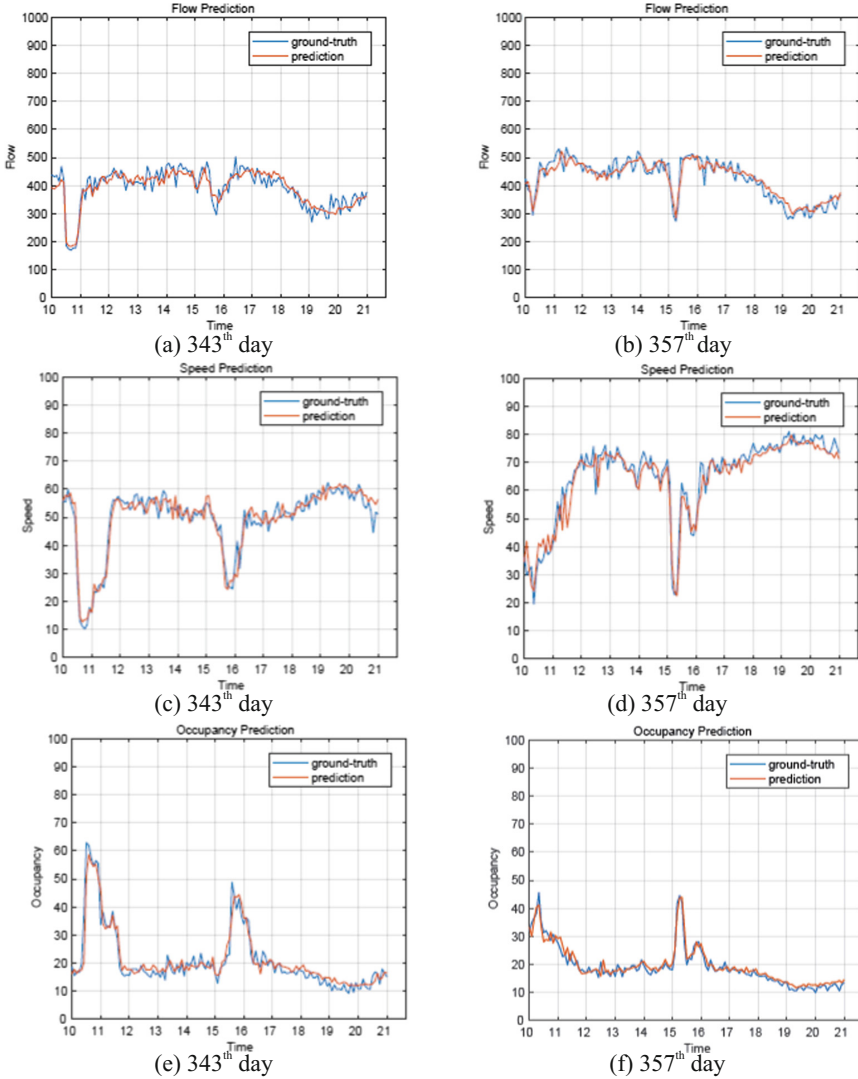 Flow Prediction
1000
900
800
700
600
500
400
300
200
100
0
Flow
ground-truth
prediction
10 11 12 13 14 15 16 17 18 19 20 21
Time
(a) 343th day
Flow Prediction
1000
900
800
700
600
500
400
300
200
100
0
Flow
ground-truth
prediction
10 11 12 13 14 15 16 17 18 19 20 21
Time
(b) 357th day
Speed Prediction
100
90
80
70
60
50
40
30
20
10
0
Speed
ground-truth
prediction
10 11 12 13 14 15 16 17 18 19 20 21
Time
(c) 343th day
Speed Prediction
100
90
80
70
60
50
40
30
20
10
0
Speed
ground-truth
prediction
10 11 12 13 14 15 16 17 18 19 20 21
Time
(d) 357th day
Occupancy Prediction
100
90
80
70
60
50
40
30
20
10
0
Occupancy
ground-truth
prediction
10 11 12 13 14 15 16 17 18 19 20 21
Time
(e) 343th day
Occupancy Prediction
100
90
80
70
60
50
40
30
20
10
0
Occupancy
ground-truth
prediction
10 11 12 13 14 15 16 17 18 19 20 21
Time
(f) 357th day